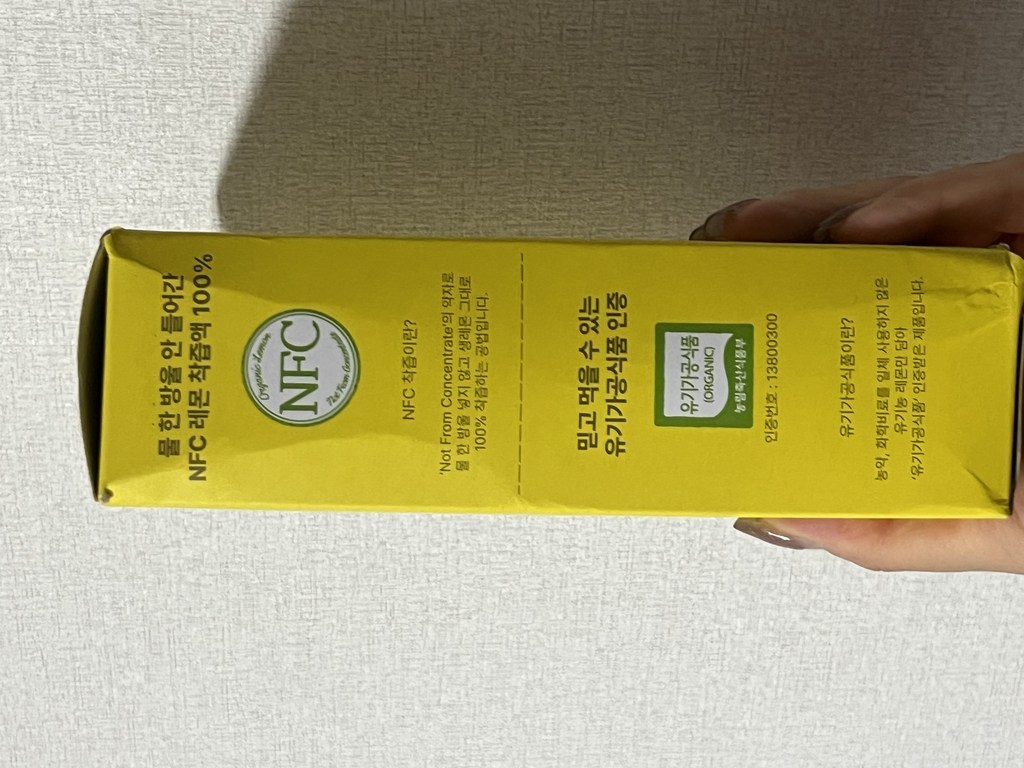 물 한 방울 안 들어간
NFC 레몬 착즙액 100%
Organic Lemon
NFC
Not From Concentrate
NFC 착즙이란?
'Not From Concentrate'의 약자로
물 한 방울 넣지 않고 생레몬 그대로
100% 착즙하는 공법입니다.
믿고 먹을 수 있는
유기가공식품 인증
유기가공식품
(ORGANIC)
농림축산식품부
인증번호 : 13800300
유기가공식품이란?
농약, 화학비료를 일체 사용하지 않은
유기농 레몬만 담아
'유기가공식품' 인증받은 제품입니다.